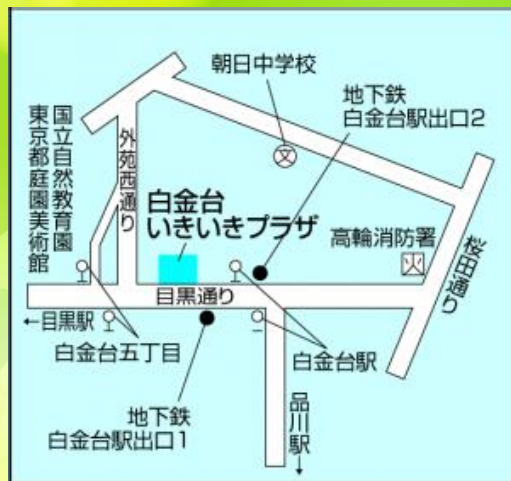 朝日中学校
文
地下鉄
白金台駅出口2
国立自然教育園
東京都庭園美術館
外苑西通り
白金台
いきいきプラザ
高輪消防署
火
桜田通り
目黒通り
←目黒駅
白金台五丁目
白金台駅
地下鉄
白金台駅出口1
品川駅→